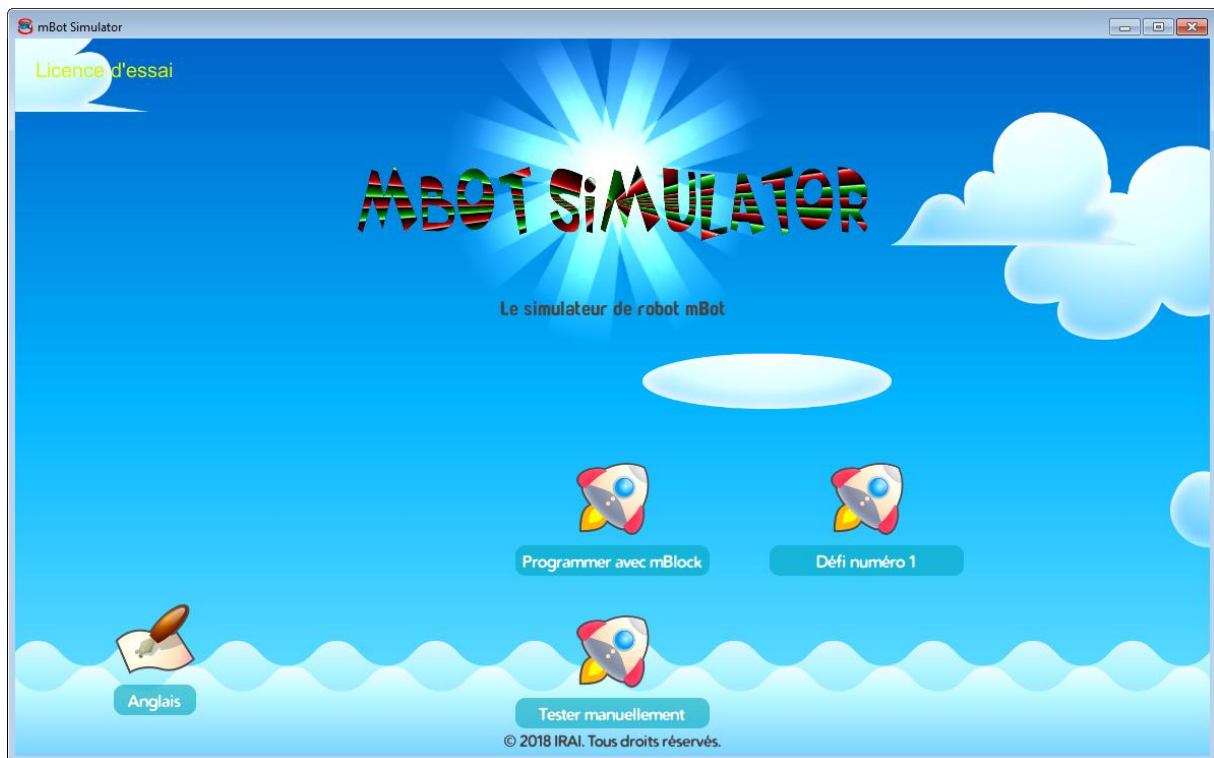 mBot Simulator
Licence d'essai
MBOT SiMULATOR
Le simulateur de robot mBot
Programmer avec mBlock
Défi numéro 1
Anglais
Tester manuellement
© 2018 IRAI. Tous droits réservés.